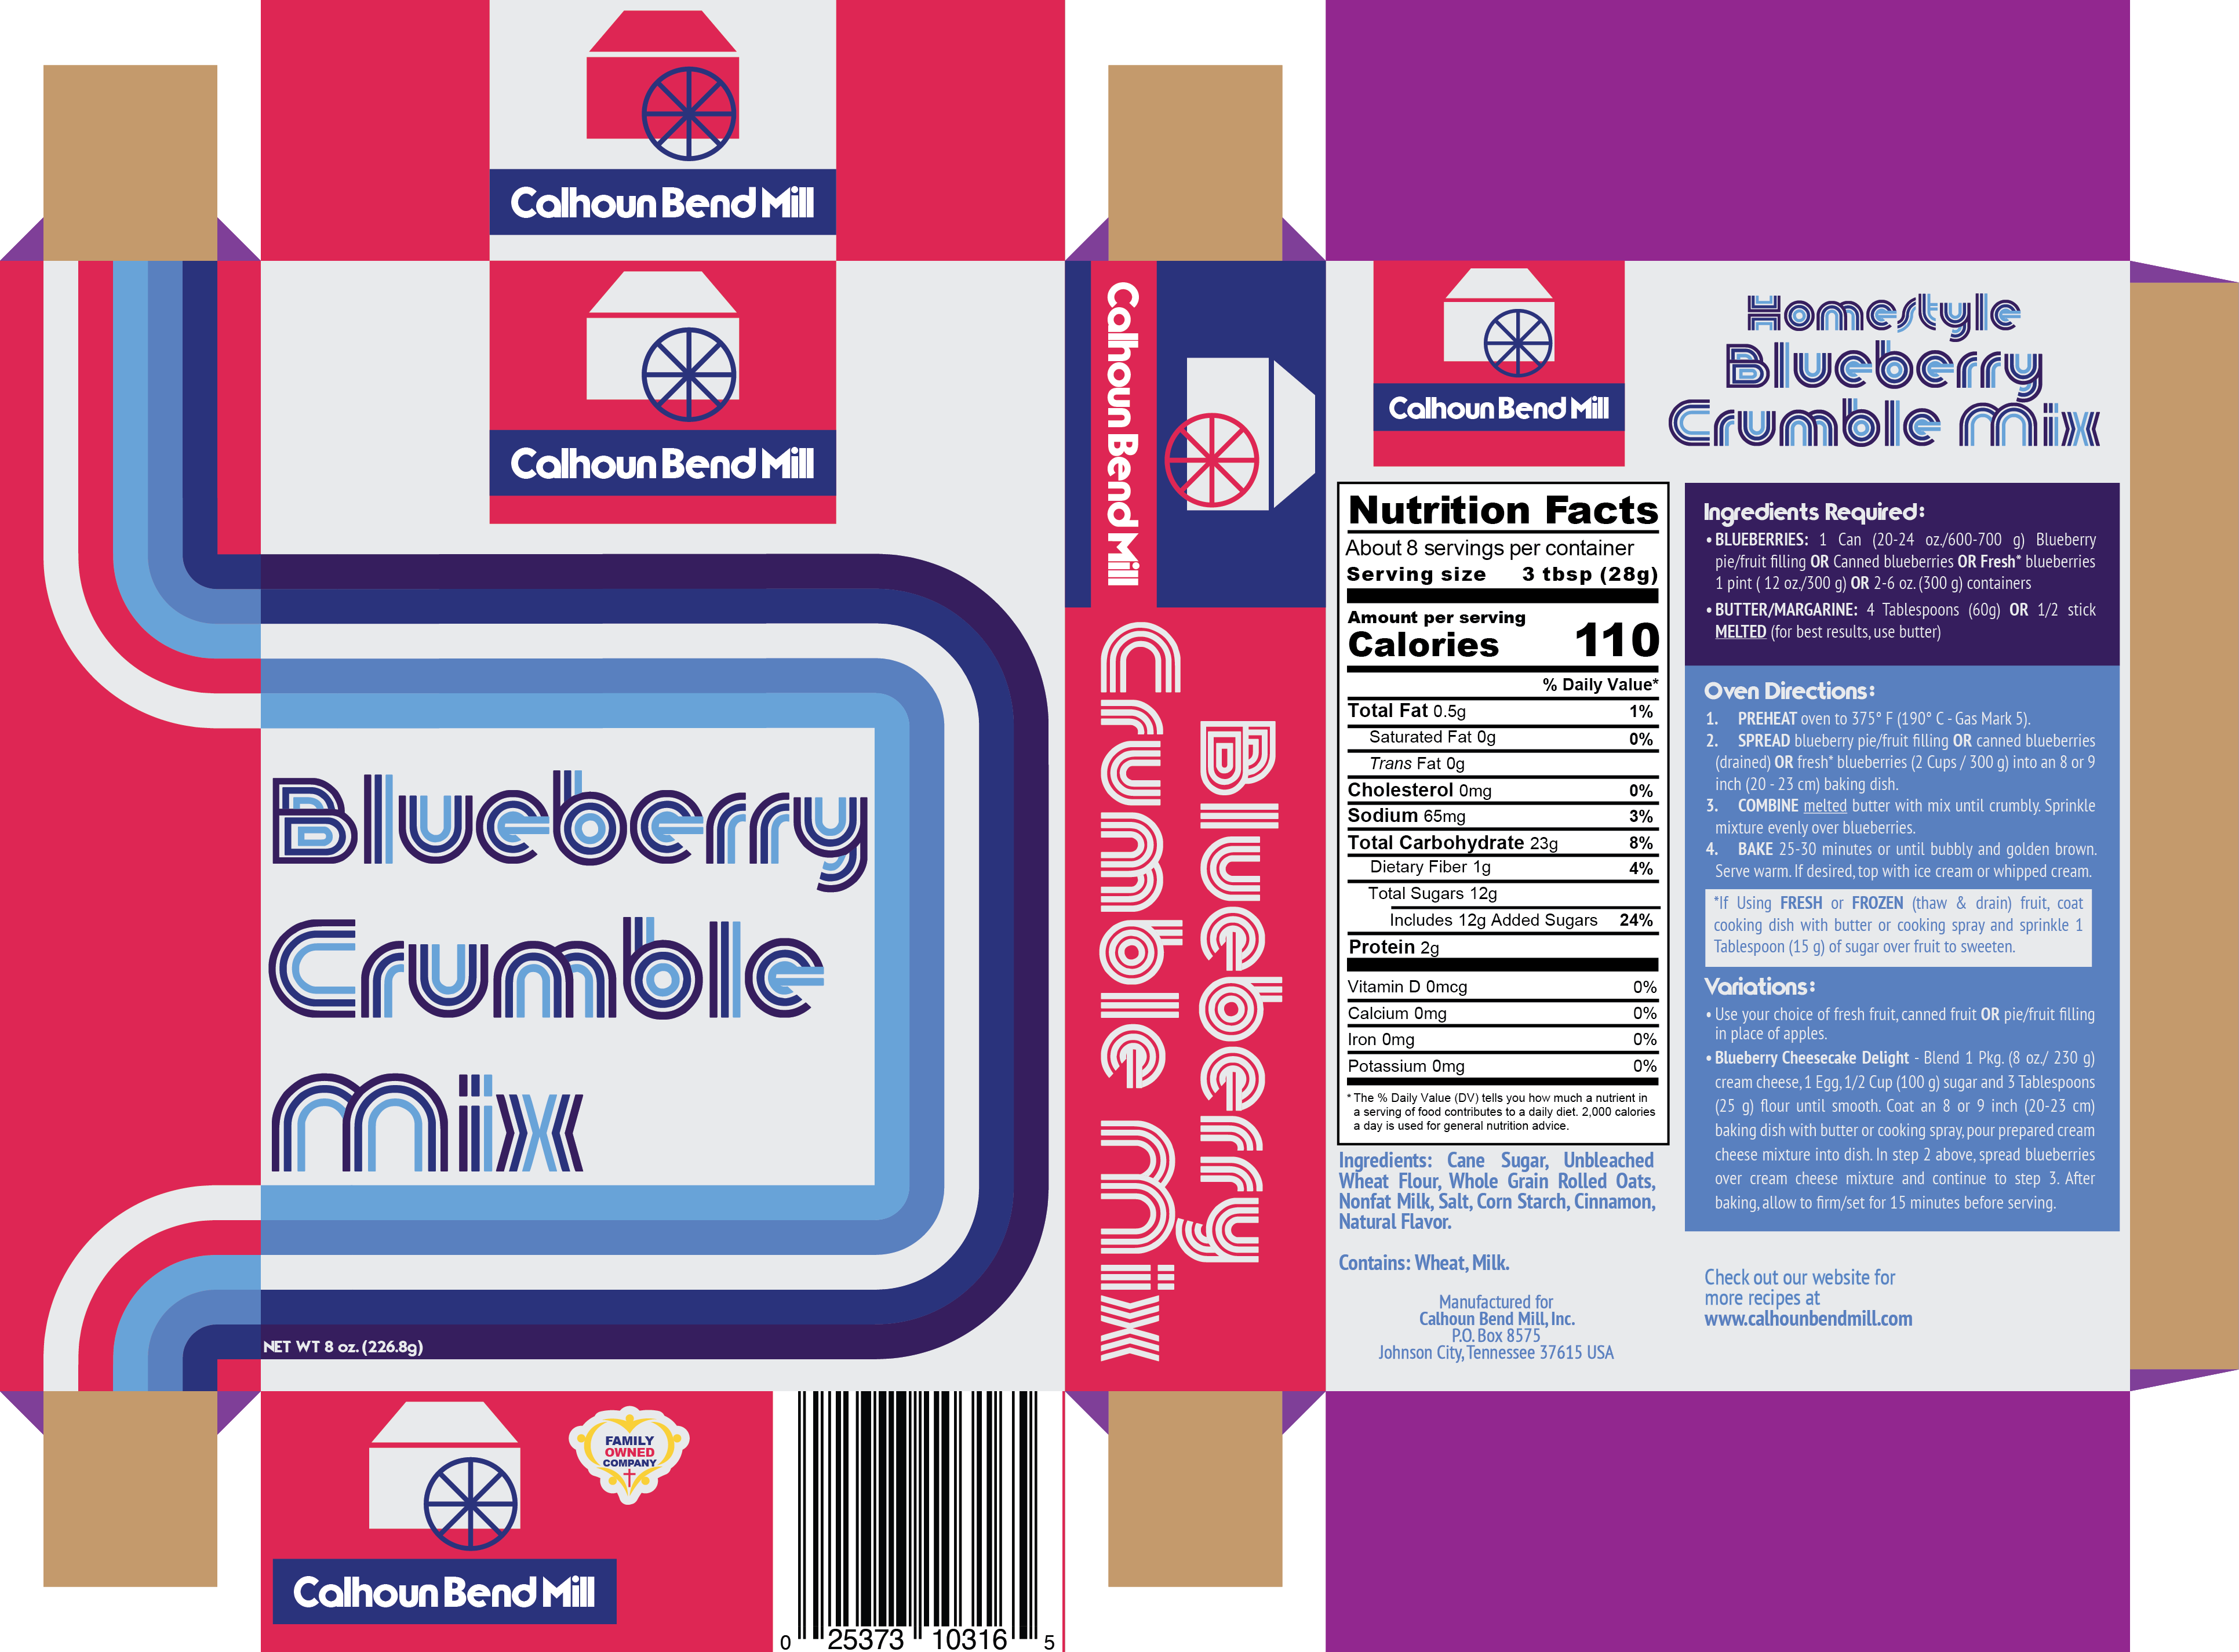 Calhoun Bend Mill
Calhoun Bend Mill
Blueberry
Crumble
Mix
NET WT 8 oz. (226.8g)
Calhoun Bend Mill
FAMILY
OWNED
COMPANY
0 25373 10316 5
Calhoun Bend Mill
Blueberry
Crumble Mix
Calhoun Bend Mill
Homestyle
Blueberry
Crumble Mix
Nutrition Facts
About 8 servings per container
Serving size 3 tbsp (28g)
Amount per serving
Calories 110
% Daily Value*
Total Fat 0.5g 1%
Saturated Fat 0g 0%
Trans Fat 0g
Cholesterol 0mg 0%
Sodium 65mg 3%
Total Carbohydrate 23g 8%
Dietary Fiber 1g 4%
Total Sugars 12g
Includes 12g Added Sugars 24%
Protein 2g
Vitamin D 0mcg 0%
Calcium 0mg 0%
Iron 0mg 0%
Potassium 0mg 0%
* The % Daily Value (DV) tells you how much a nutrient in
a serving of food contributes to a daily diet. 2,000 calories
a day is used for general nutrition advice.
Ingredients: Cane Sugar, Unbleached
Wheat Flour, Whole Grain Rolled Oats,
Nonfat Milk, Salt, Corn Starch, Cinnamon,
Natural Flavor.
Contains: Wheat, Milk.
Manufactured for
Calhoun Bend Mill, Inc.
P.O. Box 8575
Johnson City, Tennessee 37615 USA
Ingredients Required:
• BLUEBERRIES: 1 Can (20-24 oz./600-700 g) Blueberry
pie/fruit filling OR Canned blueberries OR Fresh* blueberries
1 pint ( 12 oz./300 g) OR 2-6 oz. (300 g) containers
• BUTTER/MARGARINE: 4 Tablespoons (60g) OR 1/2 stick
MELTED (for best results, use butter)
Oven Directions:
1. PREHEAT oven to 375° F (190° C - Gas Mark 5).
2. SPREAD blueberry pie/fruit filling OR canned blueberries
(drained) OR fresh* blueberries (2 Cups / 300 g) into an 8 or 9
inch (20 - 23 cm) baking dish.
3. COMBINE melted butter with mix until crumbly. Sprinkle
mixture evenly over blueberries.
4. BAKE 25-30 minutes or until bubbly and golden brown.
Serve warm. If desired, top with ice cream or whipped cream.
*If Using FRESH or FROZEN (thaw & drain) fruit, coat
cooking dish with butter or cooking spray and sprinkle 1
Tablespoon (15 g) of sugar over fruit to sweeten.
Variations:
• Use your choice of fresh fruit, canned fruit OR pie/fruit filling
in place of apples.
• Blueberry Cheesecake Delight - Blend 1 Pkg. (8 oz./ 230 g)
cream cheese, 1 Egg, 1/2 Cup (100 g) sugar and 3 Tablespoons
(25 g) flour until smooth. Coat an 8 or 9 inch (20-23 cm)
baking dish with butter or cooking spray, pour prepared cream
cheese mixture into dish. In step 2 above, spread blueberries
over cream cheese mixture and continue to step 3. After
baking, allow to firm/set for 15 minutes before serving.
Check out our website for
more recipes at
www.calhounbendmill.com